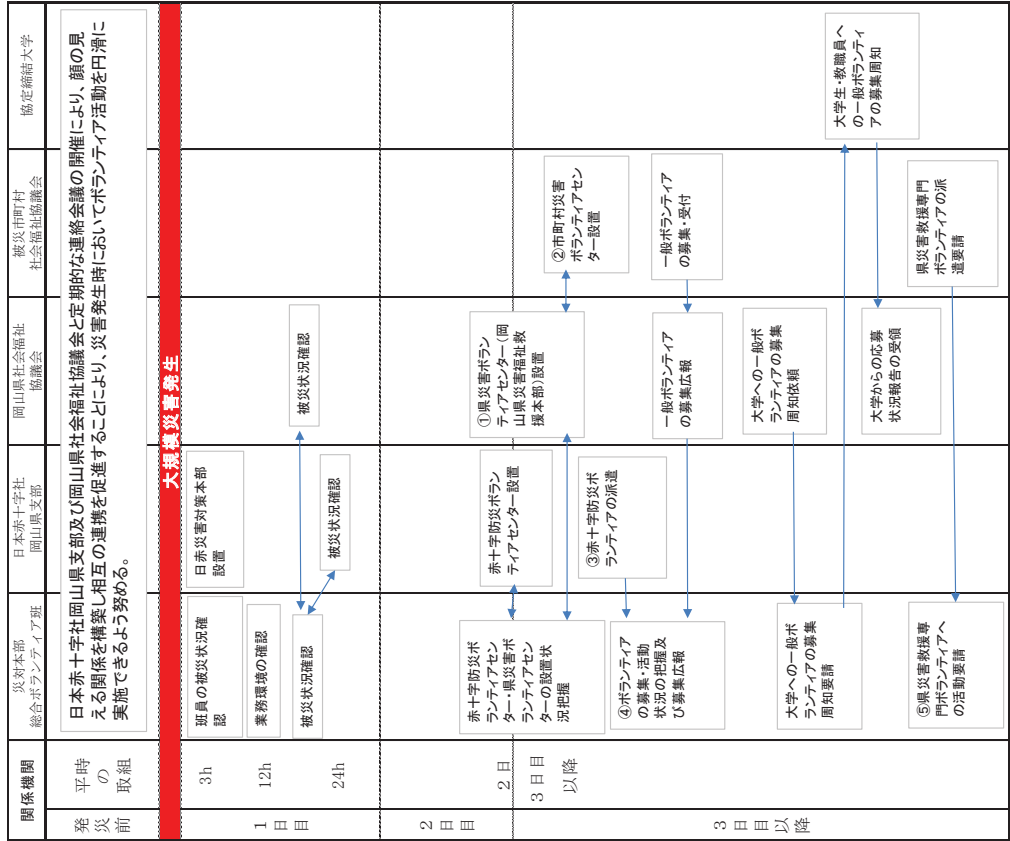 関係機関
災対本部
総合ボランティア班
日本赤十字社
岡山県支部
岡山県社会福祉
協議会
被災市町村
社会福祉協議会
協定締結大学
発
災
前
平時
の
取組
日本赤十字社岡山県支部及び岡山県社会福祉協議会と定期的な連絡会議の開催により、顔の見
える関係を構築し相互の連携を促進することにより、災害発生時においてボランティア活動を円滑に
実施できるよう努める。
大規模災害発生
1
日
目
3h
12h
24h
班員の被災状況確
認
業務環境の確認
被災状況確認
日赤災害対策本部
設置
被災状況確認
被災状況確認
2
日
目
2日
3日目
以降
赤十字防災ボ
ランティアセン
ター・県災害ボ
ランティアセン
ターの設置状
況把握
赤十字防災ボラン
ティアセンター設置
①県災害ボラン
ティアセンター(岡
山県災害福祉救
援本部)設置
②市町村災害
ボランティアセン
ター設置
3
日
目
以
降
③赤十字防災ボ
ランティアの派遣
④ボランティア
の募集・活動
状況の把握及
び募集広報
一般ボランティア
の募集広報
一般ボランティア
の募集・受付
大学への一般ボ
ランティアの募集
周知要請
大学への一般ボ
ランティアの募集
周知依頼
大学生・教職員へ
の一般ボランティ
アの募集周知
大学からの応募
状況報告の受領
⑤県災害救援専
門ボランティアへ
の活動要請
県災害救援専門
ボランティアの派
遣要請